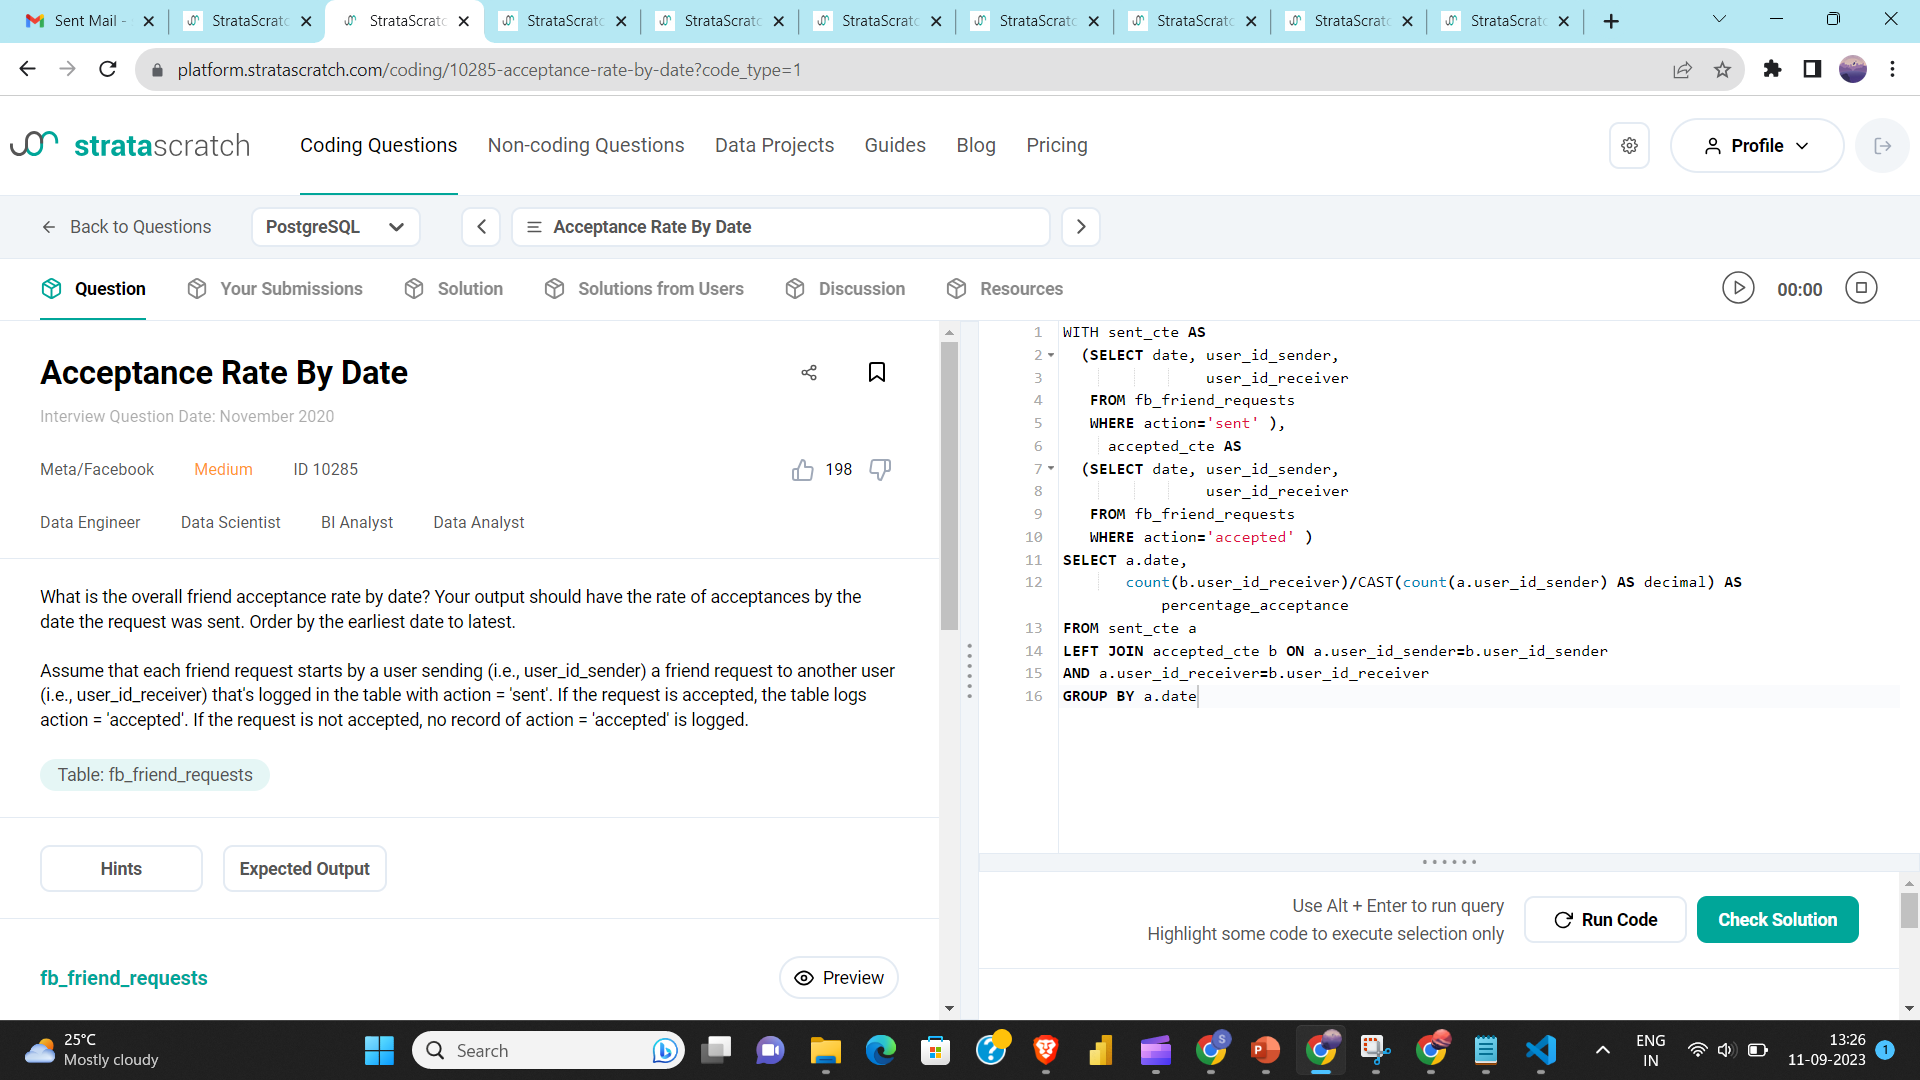 Sent Mail -
StrataScratc
StrataScratc
StrataScratc
StrataScratc
StrataScratc
StrataScratc
StrataScratc
StrataScratc
StrataScratc
platform.stratascratch.com/coding/10285-acceptance-rate-by-date?code_type=1
stratascratch
Coding Questions
Non-coding Questions
Data Projects
Guides
Blog
Pricing
Profile
Back to Questions
PostgreSQL
Acceptance Rate By Date
Question
Your Submissions
Solution
Solutions from Users
Discussion
Resources
00:00
Acceptance Rate By Date
Interview Question Date: November 2020
Meta/Facebook
Medium
ID 10285
198
Data Engineer
Data Scientist
BI Analyst
Data Analyst
What is the overall friend acceptance rate by date? Your output should have the rate of acceptances by the
date the request was sent. Order by the earliest date to latest.
Assume that each friend request starts by a user sending (i.e., user_id_sender) a friend request to another user
(i.e., user_id_receiver) that's logged in the table with action = 'sent'. If the request is accepted, the table logs
action = 'accepted'. If the request is not accepted, no record of action = 'accepted' is logged.
Table: fb_friend_requests
Hints
Expected Output
fb_friend_requests
Preview
1 WITH sent_cte AS
2 (SELECT date, user_id_sender,
3 user_id_receiver
4 FROM fb_friend_requests
5 WHERE action='sent' ),
6 accepted_cte AS
7 (SELECT date, user_id_sender,
8 user_id_receiver
9 FROM fb_friend_requests
10 WHERE action='accepted' )
11 SELECT a.date,
12 count(b.user_id_receiver)/CAST(count(a.user_id_sender) AS decimal) AS
percentage_acceptance
13 FROM sent_cte a
14 LEFT JOIN accepted_cte b ON a.user_id_sender=b.user_id_sender
15 AND a.user_id_receiver=b.user_id_receiver
16 GROUP BY a.date
Use Alt + Enter to run query
Highlight some code to execute selection only
Run Code
Check Solution
25°C
Mostly cloudy
Search
S
P
ENG
IN
13:26
11-09-2023
1